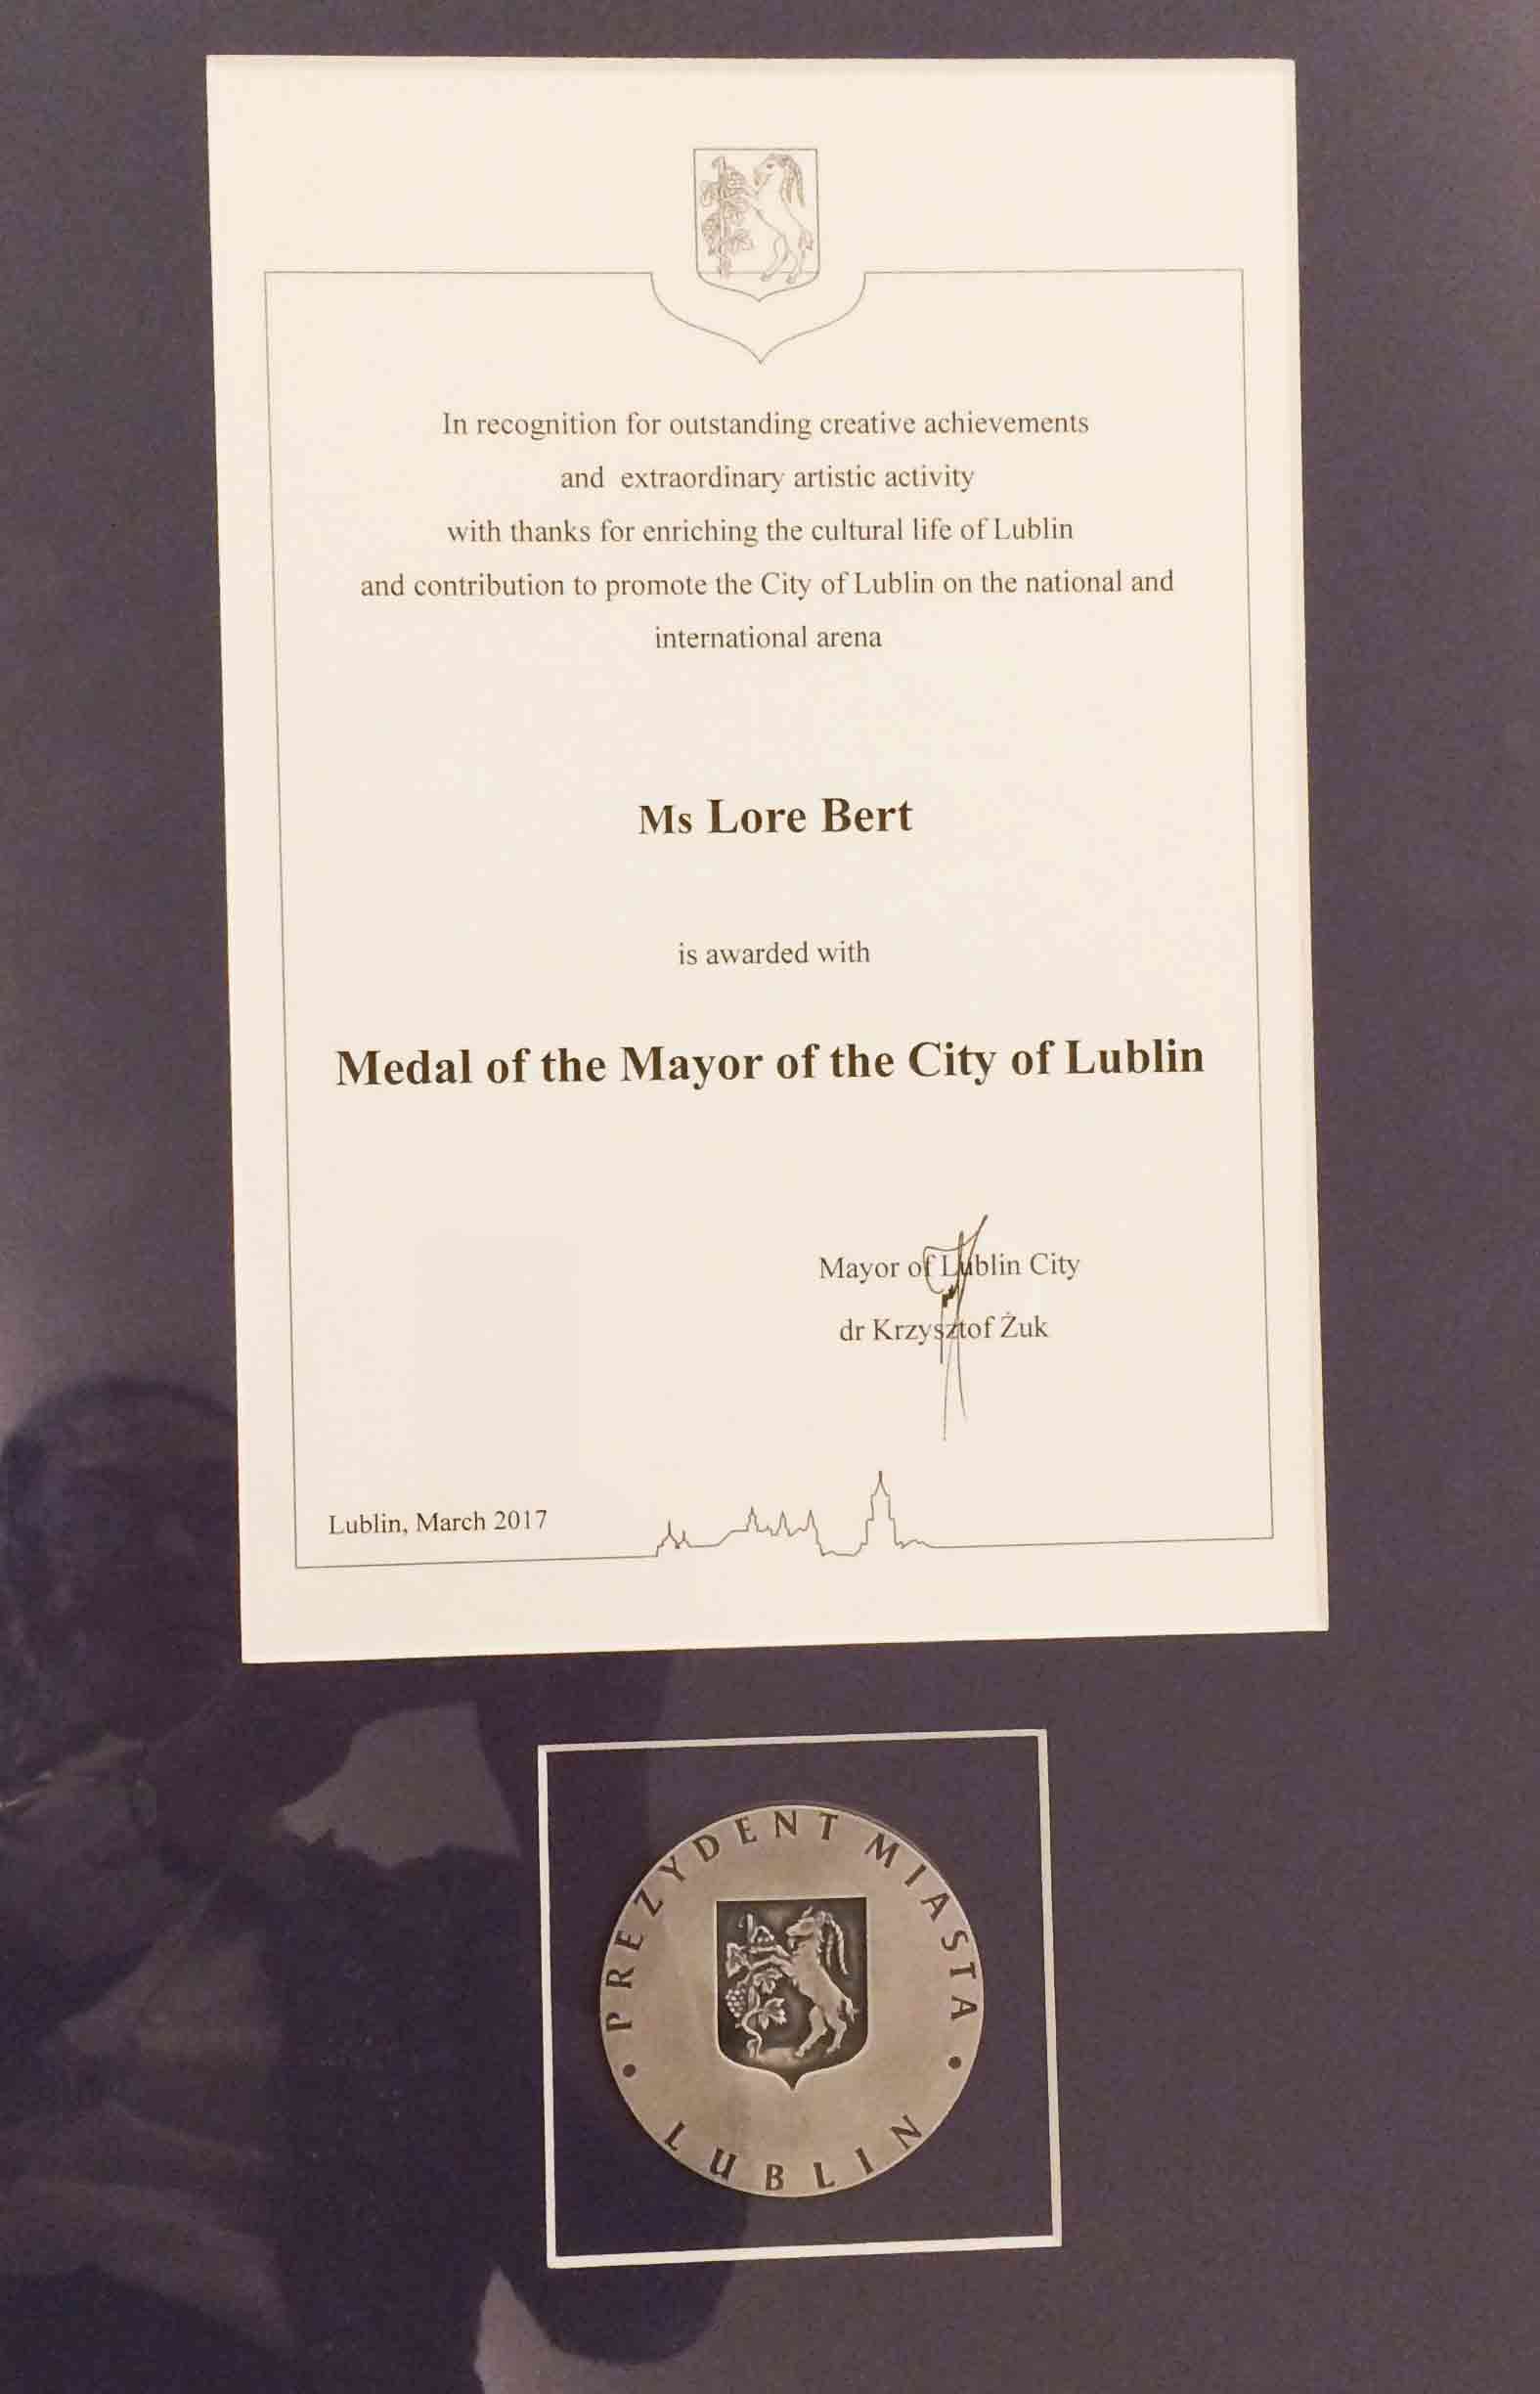 In recognition for outstanding creative achievements
and extraordinary artistic activity
with thanks for enriching the cultural life of Lublin
and contribution to promote the City of Lublin on the national and
international arena
Ms Lore Bert
is awarded with
Medal of the Mayor of the City of Lublin
Mayor of Lublin City
dr Krzysztof Żuk
Lublin, March 2017
• PREZYDENT MIASTA •
LUBLIN